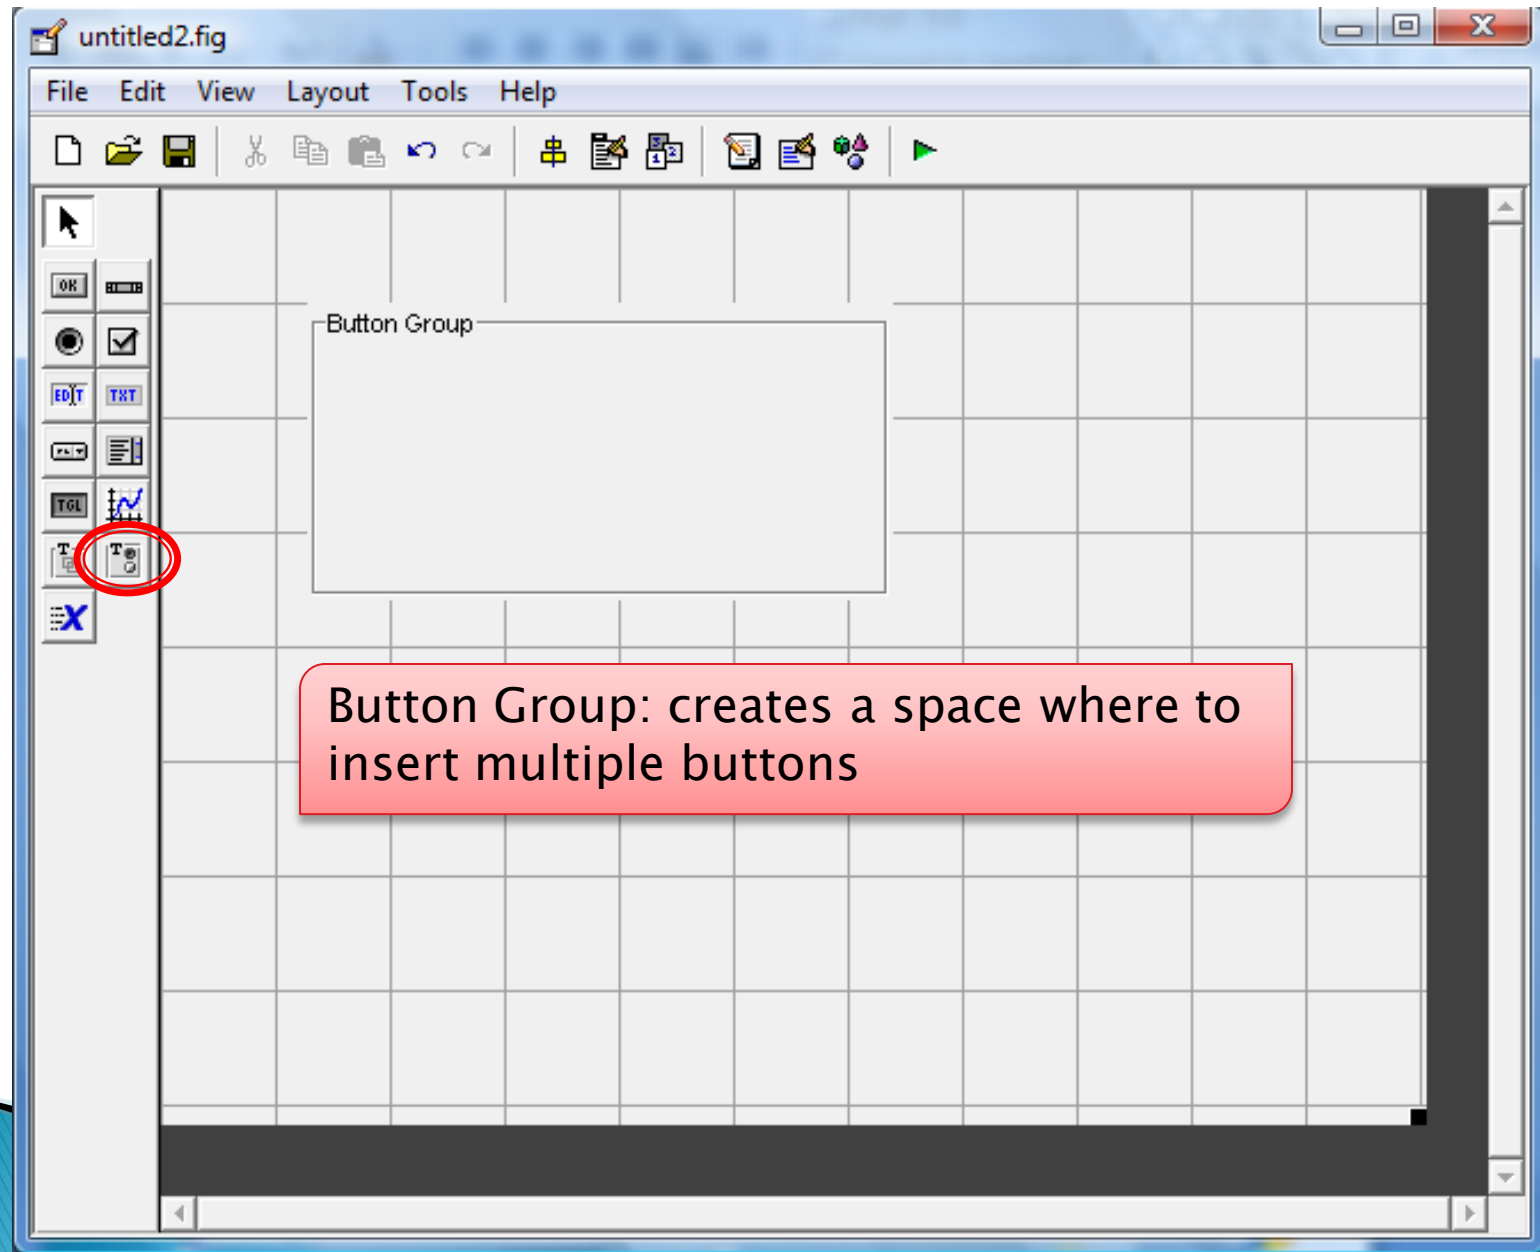 untitled2.fig
File Edit View Layout Tools Help
OK
EDIT TXT
TGL
T T
X
Button Group
Button Group: creates a space where to
insert multiple buttons